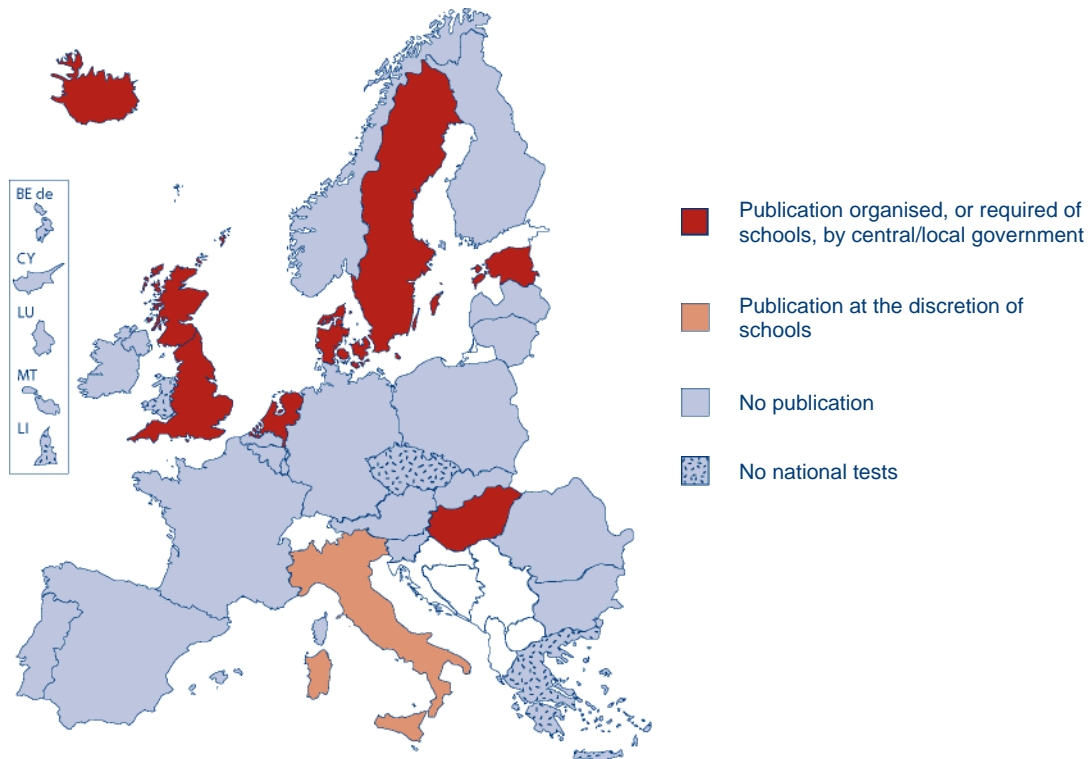 BE de
CY
LU
MT
LI
Publication organised, or required of
schools, by central/local government
Publication at the discretion of
schools
No publication
No national tests